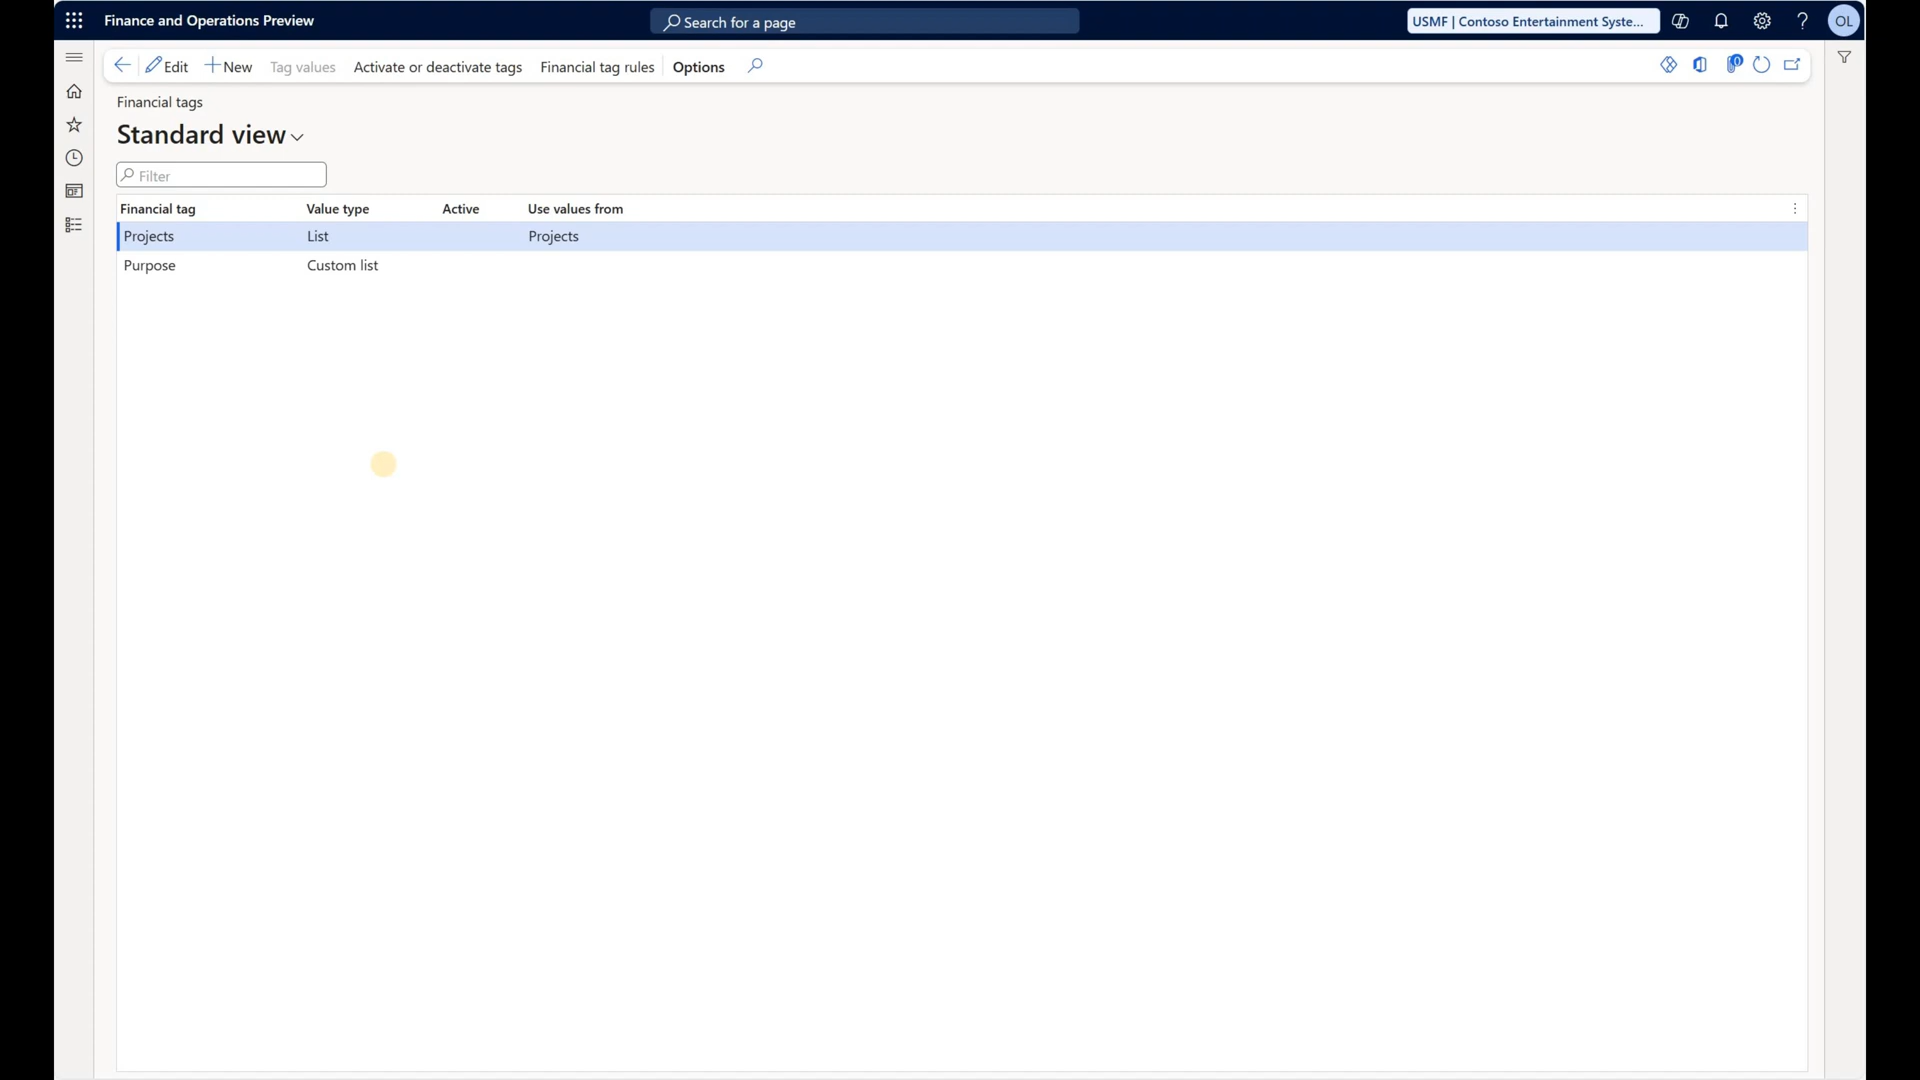 Finance and Operations Preview
Search for a page
USMF | Contoso Entertainment Syste...
OL
Edit
New
Tag values
Activate or deactivate tags
Financial tag rules
Options
0
Financial tags
Standard view
Filter
Financial tag Value type Active Use values from
Projects List Projects
Purpose Custom list